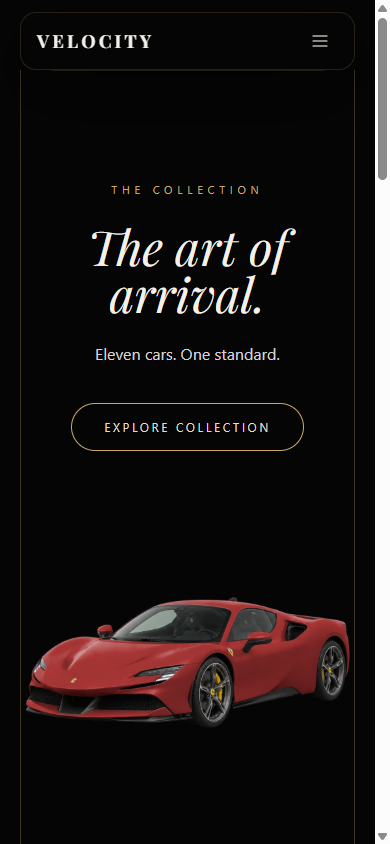 VELOCITY
THE COLLECTION
The art of
arrival.
Eleven cars. One standard.
EXPLORE COLLECTION